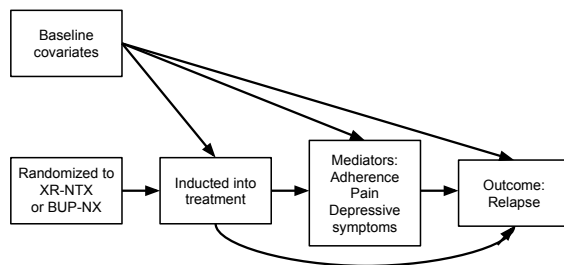 Baseline
covariates
Randomized to
XR-NTX
or BUP-NX
Inducted into
treatment
Mediators:
Adherence
Pain
Depressive
symptoms
Outcome:
Relapse